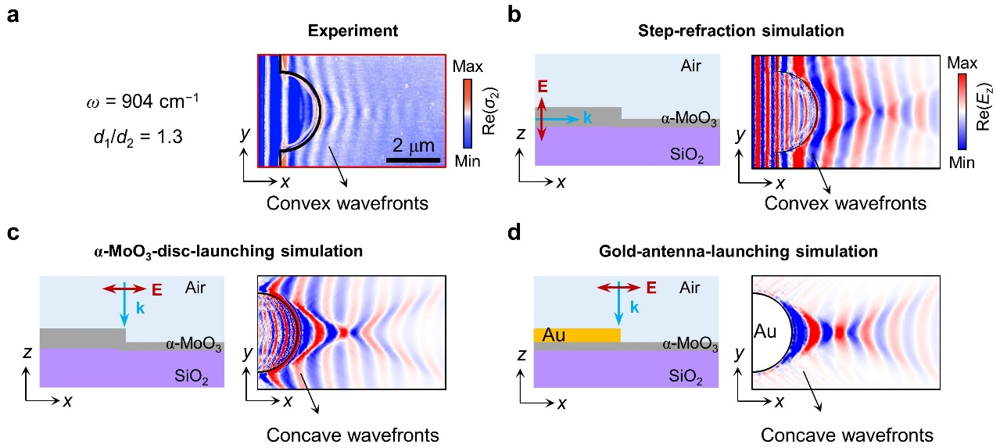 a
Experiment
ω = 904 cm⁻¹
d₁/d₂ = 1.3
y
x
2 μm
Max
Re(σ₂)
Min
Convex wavefronts
b
Step-refraction simulation
Air
E
k
α-MoO₃
SiO₂
z
x
y
x
Max
Re(E_z)
Min
Convex wavefronts
c
α-MoO₃-disc-launching simulation
E
Air
k
α-MoO₃
SiO₂
z
x
y
x
Concave wavefronts
d
Gold-antenna-launching simulation
E
Air
k
Au
α-MoO₃
SiO₂
z
x
Au
y
x
Concave wavefronts